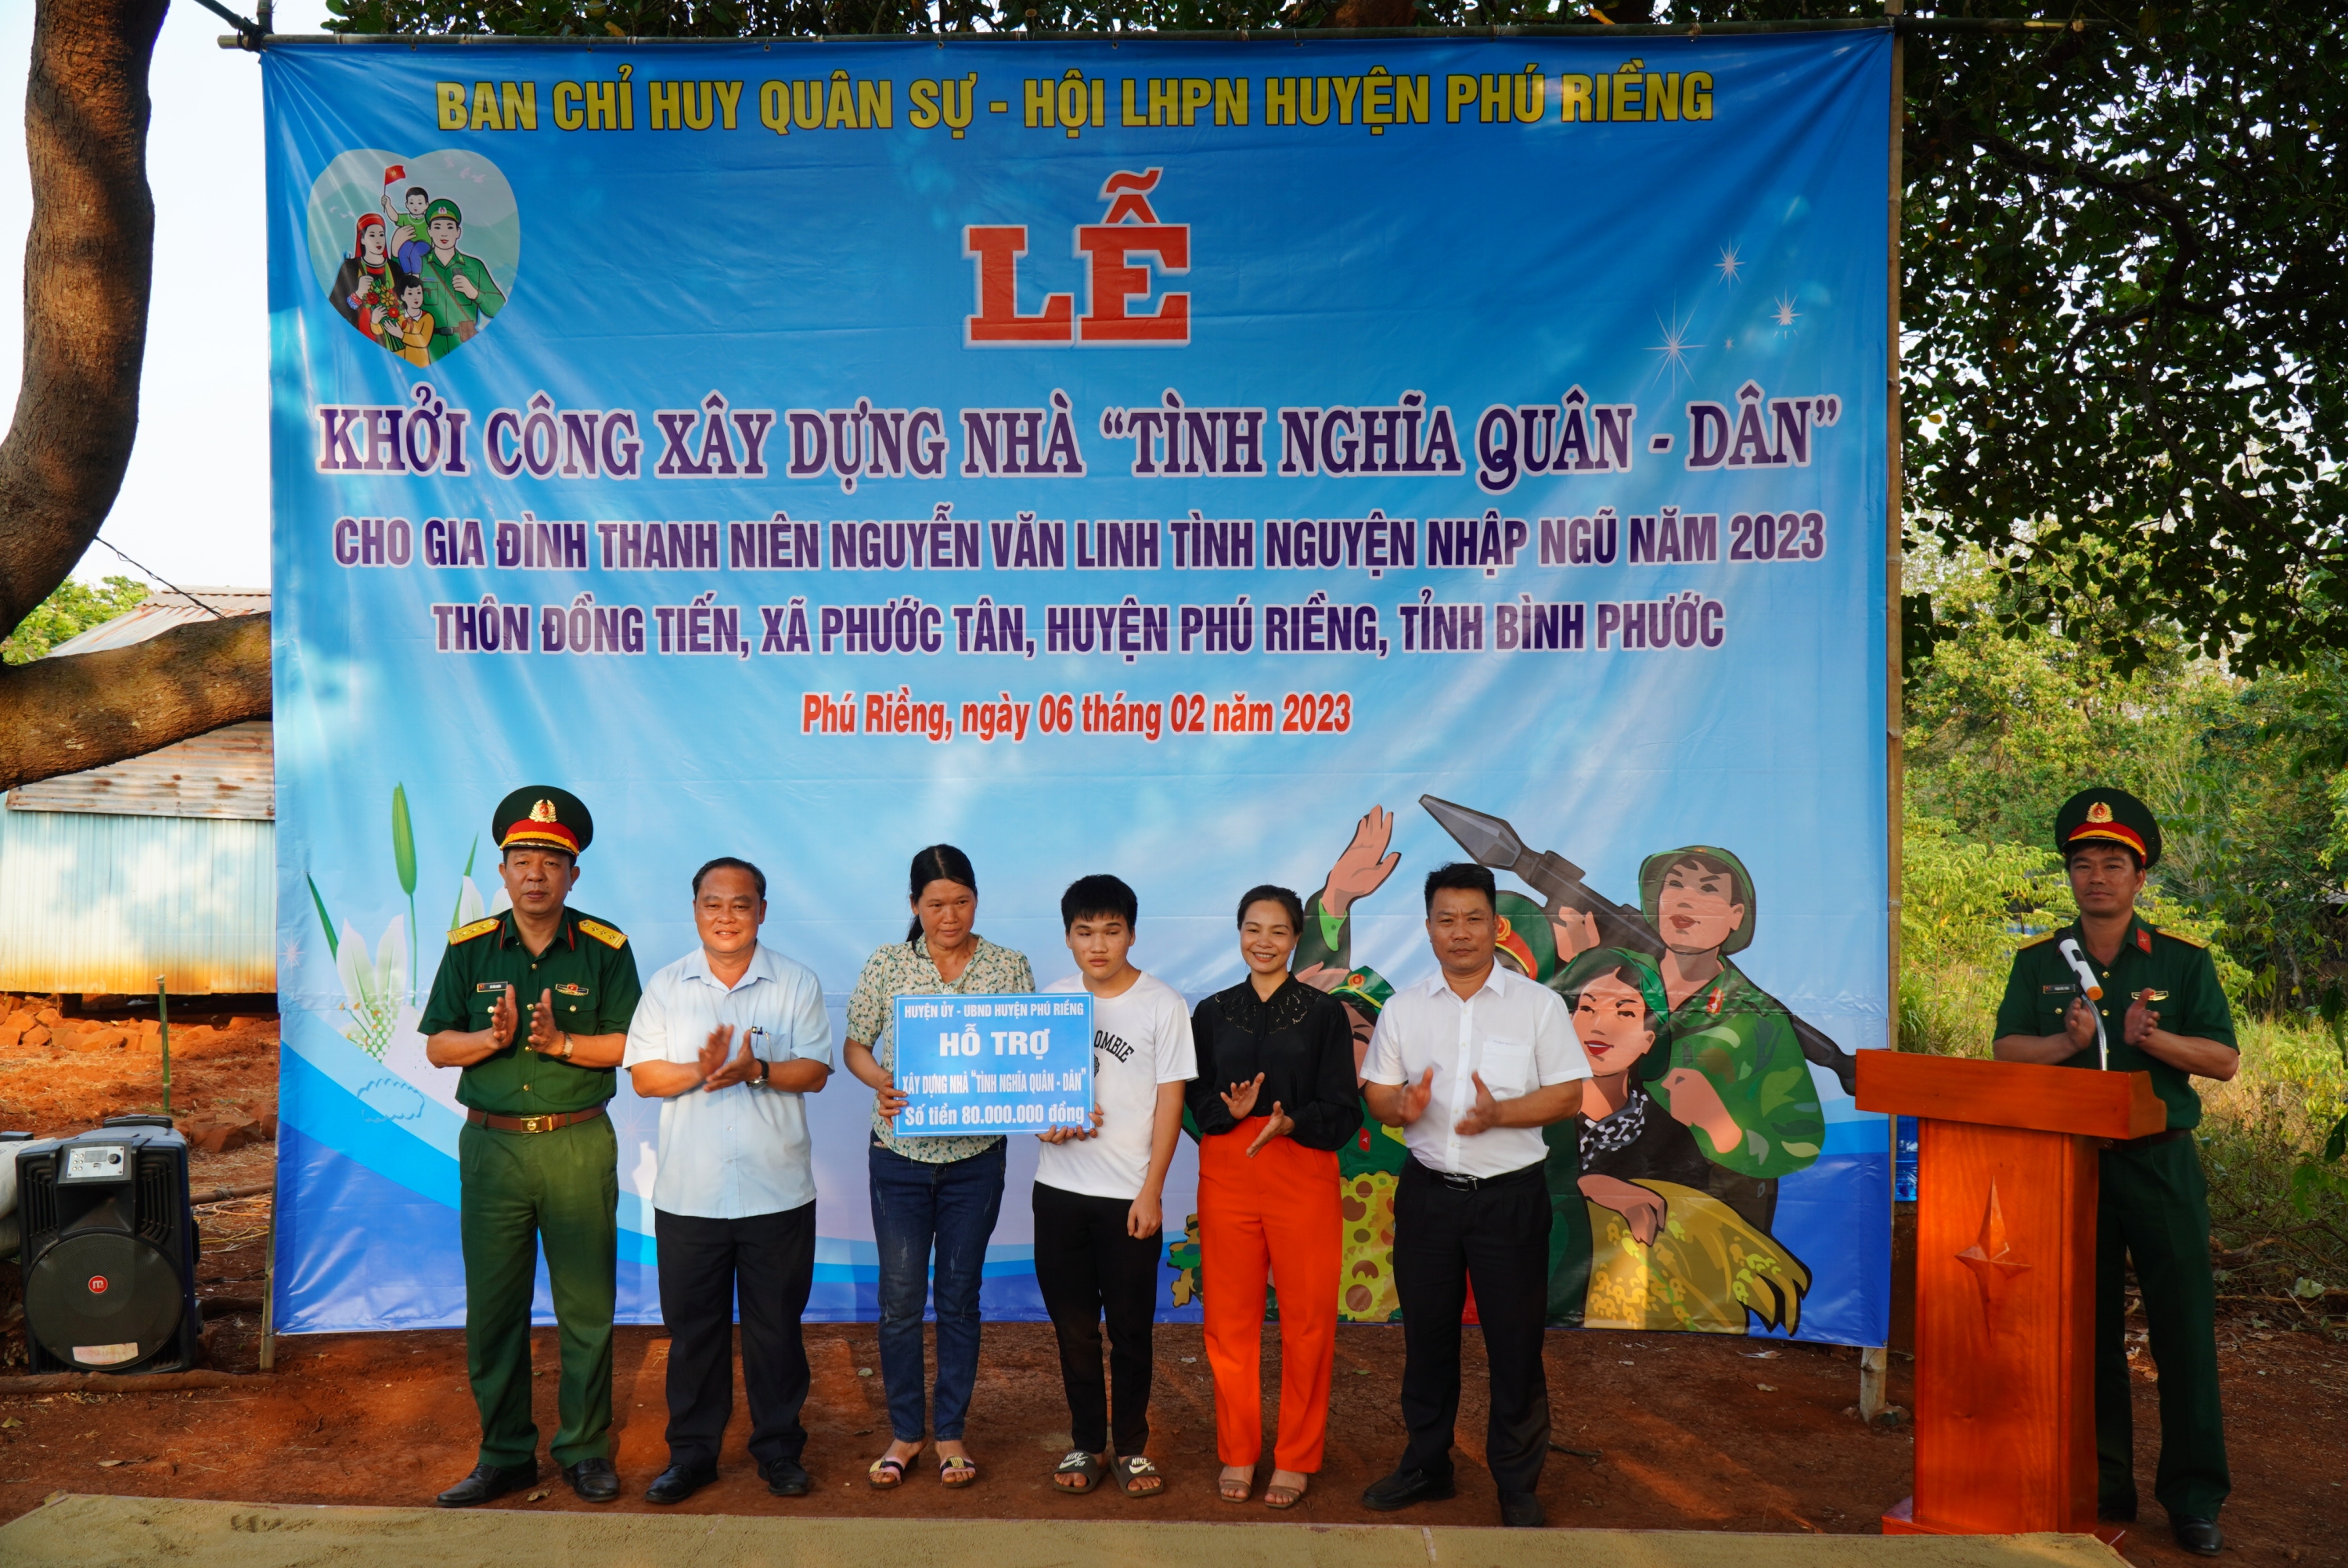 BAN CHỈ HUY QUÂN SỰ - HỘI LHPN HUYỆN PHÚ RIỀNG
LỄ
KHỞI CÔNG XÂY DỰNG NHÀ “TÌNH NGHĨA QUÂN - DÂN”
CHO GIA ĐÌNH THANH NIÊN NGUYỄN VĂN LINH TÌNH NGUYỆN NHẬP NGŨ NĂM 2023
THÔN ĐỒNG TIẾN, XÃ PHƯỚC TÂN, HUYỆN PHÚ RIỀNG, TỈNH BÌNH PHƯỚC
Phú Riềng, ngày 06 tháng 02 năm 2023
HUYỆN ỦY - UBND HUYỆN PHÚ RIỀNG
HỖ TRỢ
XÂY DỰNG NHÀ “TÌNH NGHĨA QUÂN - DÂN”
Số tiền 80.000.000 đồng
OMBIE
NIKE
NIKE